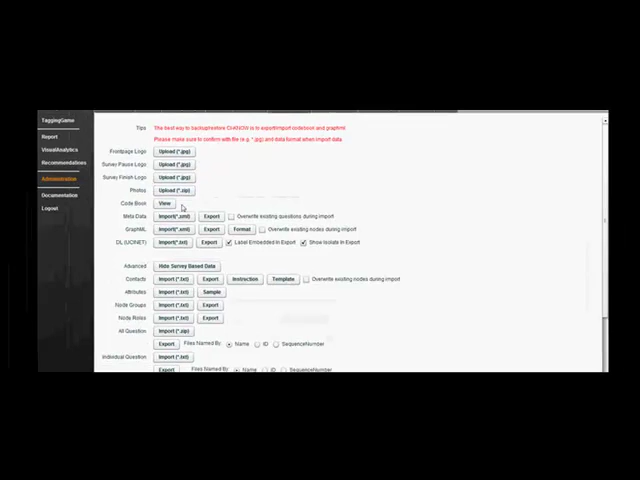 TaggingGame
Report
VisualAnalytics
Recommendations
Administration
Documentation
Logout
Tips The best way to backup/restore is to export/import codebook and graphml
Please make sure to confirm with file (e.g. *.jpg) and data format when import data
Frontpage Logo Upload (*.jpg)
Survey Pause Logo Upload (*.jpg)
Survey Finish Logo Upload (*.jpg)
Photos Upload (*.zip)
Code Book View
Meta Data Import(*.xml) Export Overwrite existing questions during import
GraphML Import(*.xml) Export Format Overwrite existing nodes during import
DL (UCINET) Import(*.txt) Export Label Embedded In Export Show Isolate In Export
Advanced Hide Survey Based Data
Contacts Import (*.txt) Export Instruction Template Overwrite existing nodes during import
Attributes Import (*.txt) Sample
Node Groups Import (*.txt) Export
Node Roles Import (*.txt) Export
All Question Import (*.zip)
Export Files Named By Name ID SequenceNumber
Individual Question Import (*.txt)
Export Files Named By Name ID SequenceNumber